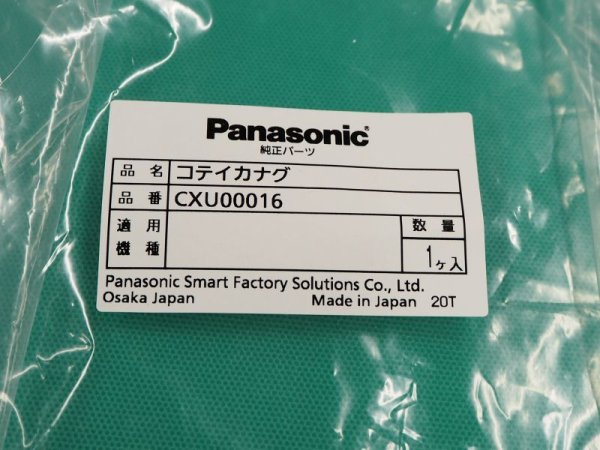 Panasonic®
純正パーツ
品名 コテイカナグ
品番 CXU00016
適用機種
数量
1ヶ入
Panasonic Smart Factory Solutions Co., Ltd.
Osaka Japan Made in Japan 20T